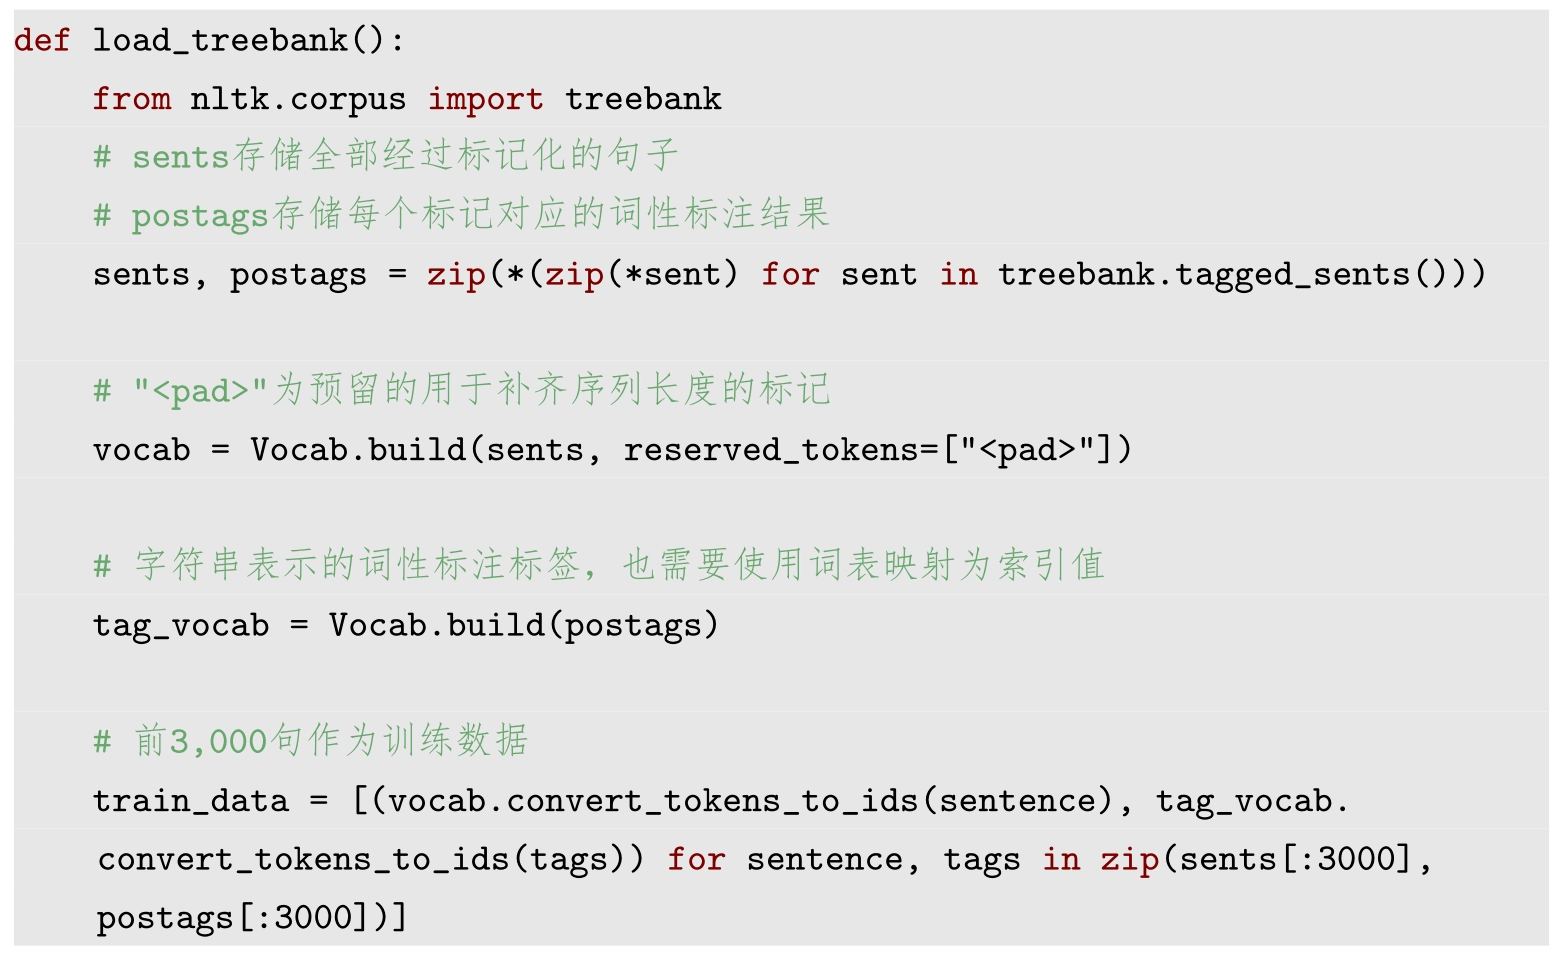 def load_treebank():
    from nltk.corpus import treebank
    # sents存储全部经过标记化的句子
    # postags存储每个标记对应的词性标注结果
    sents, postags = zip(*(zip(*sent) for sent in treebank.tagged_sents()))
    # "<pad>"为预留的用于补齐序列长度的标记
    vocab = Vocab.build(sents, reserved_tokens=["<pad>"])
    # 字符串表示的词性标注标签，也需要使用词表映射为索引值
    tag_vocab = Vocab.build(postags)
    # 前3,000句作为训练数据
    train_data = [(vocab.convert_tokens_to_ids(sentence), tag_vocab.
    convert_tokens_to_ids(tags)) for sentence, tags in zip(sents[:3000],
    postags[:3000])]